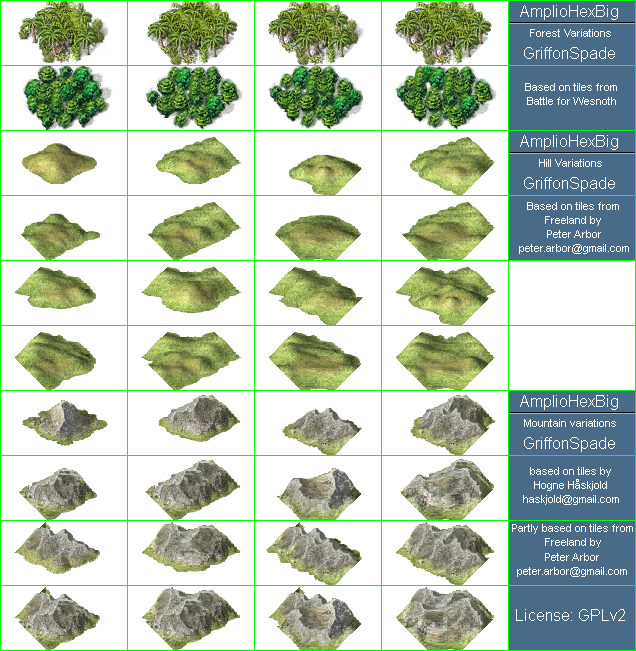 AmplioHexBig
Forest Variations
GriffonSpade
Based on tiles from
Battle for Wesnoth
AmplioHexBig
Hill Variations
GriffonSpade
Based on tiles from
Freeland by
Peter Arbor
peter.arbor@gmail.com
AmplioHexBig
Mountain variations
GriffonSpade
based on tiles by
Hogne Håskjold
haskjold@gmail.com
Partly based on tiles from
Freeland by
Peter Arbor
peter.arbor@gmail.com
License: GPLv2